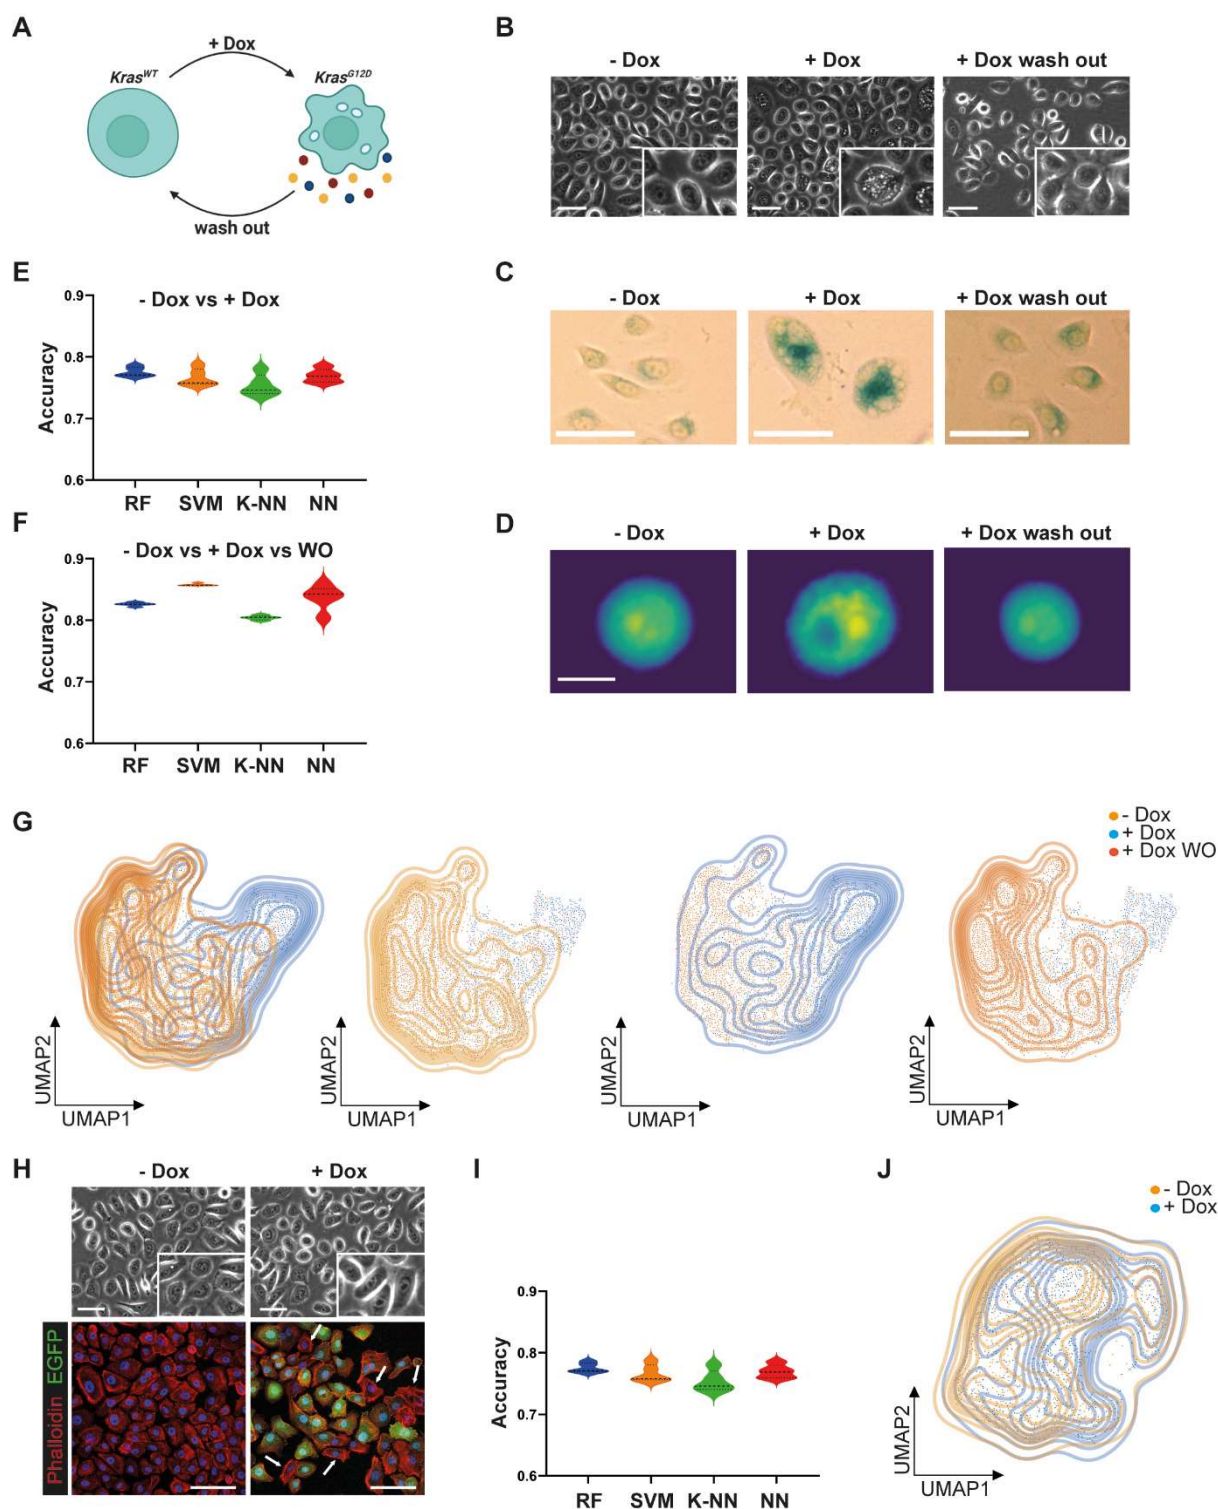 A
+ Dox
KrasWT
KrasG12D
wash out
B
- Dox
+ Dox
+ Dox wash out
E
- Dox vs + Dox
Accuracy
0.9
0.8
0.7
0.6
RF
SVM
K-NN
NN
C
- Dox
+ Dox
+ Dox wash out
F
- Dox vs + Dox vs WO
Accuracy
0.9
0.8
0.7
0.6
RF
SVM
K-NN
NN
D
- Dox
+ Dox
+ Dox wash out
G
- Dox
+ Dox
+ Dox WO
UMAP2
UMAP1
UMAP2
UMAP1
UMAP2
UMAP1
UMAP2
UMAP1
H
- Dox
+ Dox
Phalloidin EGFP
I
Accuracy
0.9
0.8
0.7
0.6
RF
SVM
K-NN
NN
J
- Dox
+ Dox
UMAP2
UMAP1